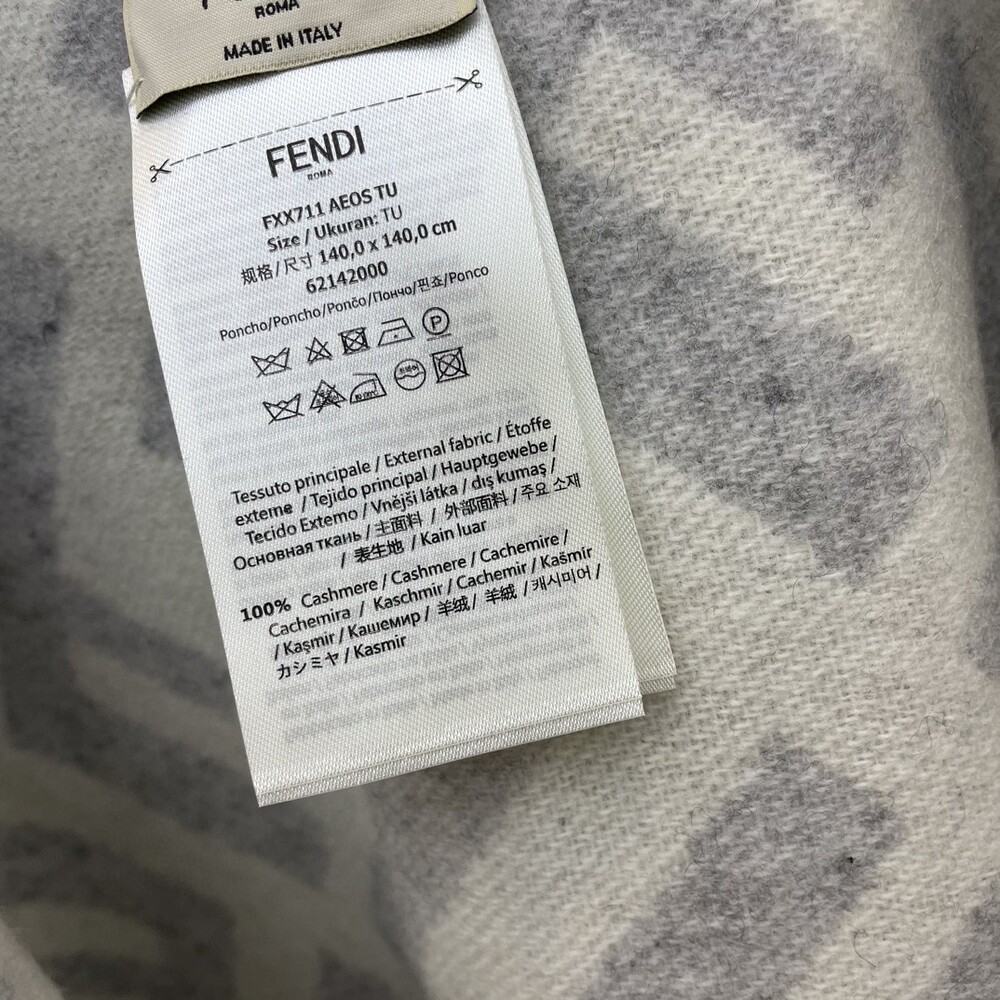 ROMA
MADE IN ITALY
FENDI
ROMA
FXX711 AEOS TU
Size / Ukuran: TU
规格/尺寸 140,0 x 140,0 cm
62142000
Poncho/Poncho/Pončo/Пончо/핀쵸/Ponco
P
Tessuto principale / External fabric / Étoffe
externe / Tejido principal / Hauptgewebe /
Tecido Externo / Vnější látka / dış kumaş /
Основная ткань / 主面料 / 外部面料 / 주요 소재
/ 表生地 / Kain luar
100% Cashmere / Cashmere / Cachemire /
Cachemira / Kaschmir / Cachemir / Kašmír
/ Kaşmir / Кашемир / 羊绒 / 羊绒 / 캐시미어 /
カシミヤ / Kasmir